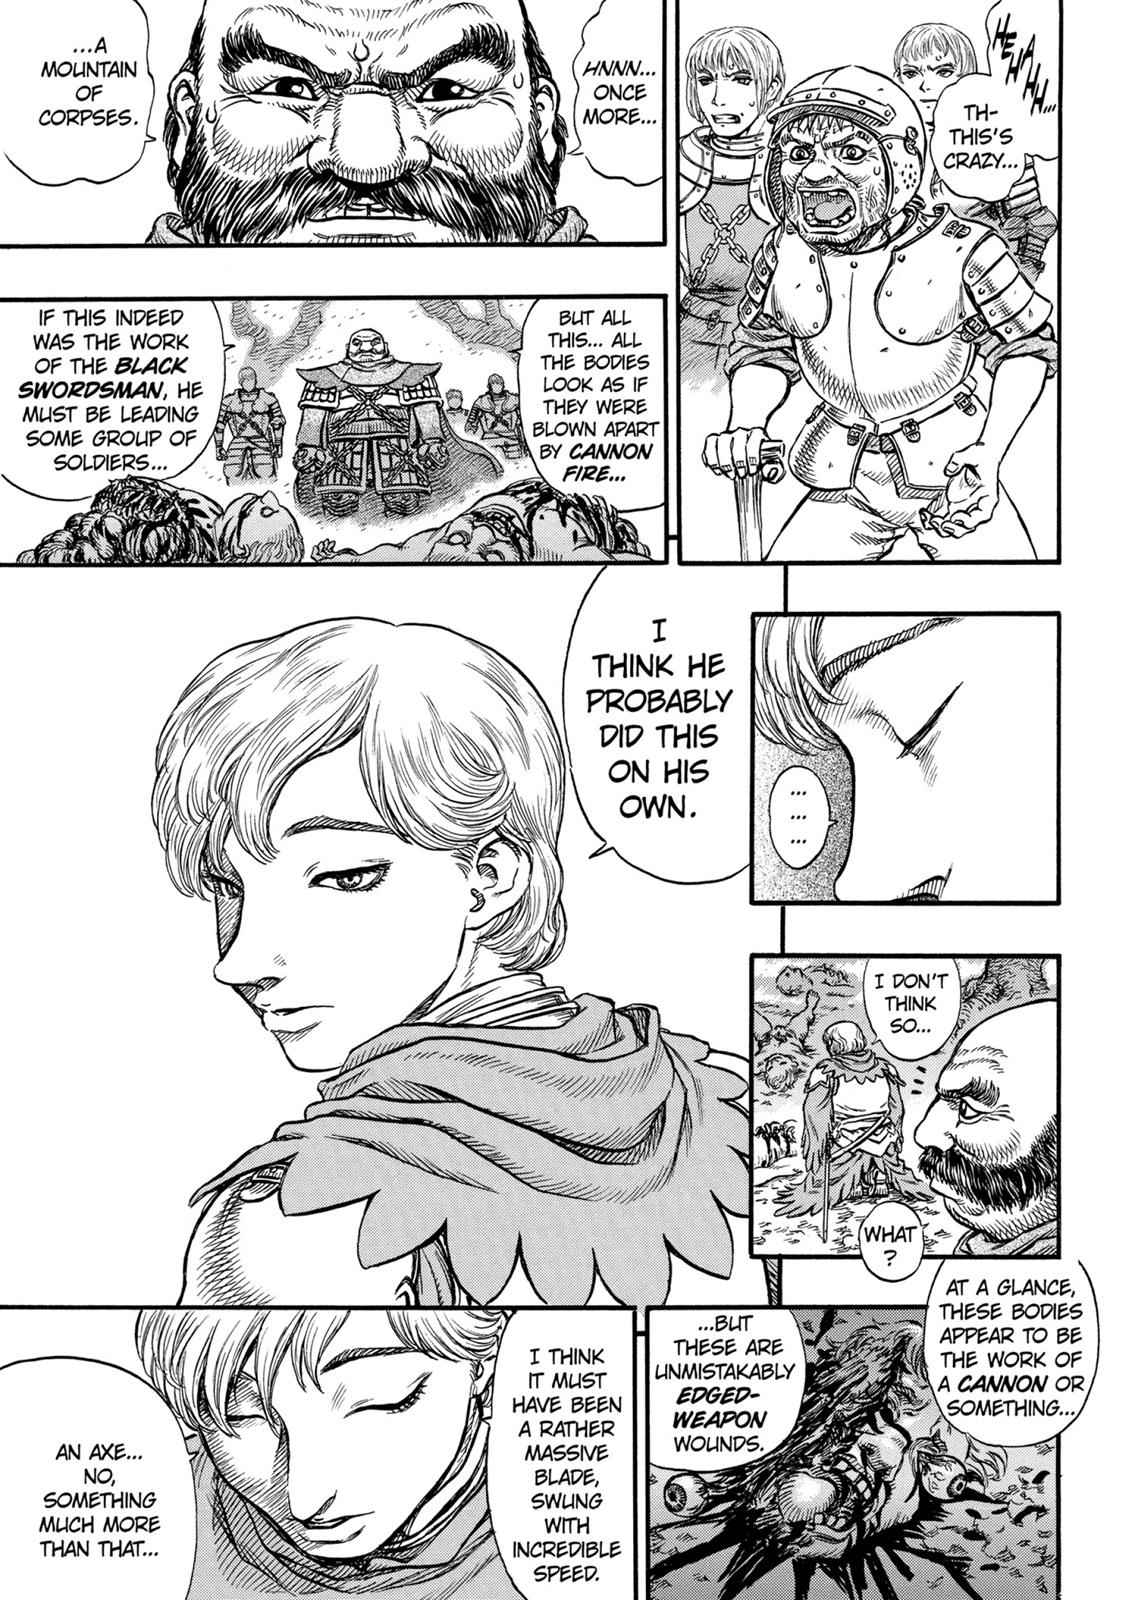 HEHAHH...
TH-
THIS'S
CRAZY...
HNNN...
ONCE
MORE...
...A
MOUNTAIN
OF
CORPSES.
BUT ALL
THIS... ALL
THE BODIES
LOOK AS IF
THEY WERE
BLOWN APART
BY CANNON
FIRE...
IF THIS INDEED
WAS THE WORK
OF THE BLACK
SWORDSMAN, HE
MUST BE LEADING
SOME GROUP OF
SOLDIERS...
...
...
...
I
THINK HE
PROBABLY
DID THIS
ON HIS
OWN.
I DON'T
THINK
SO...
WHAT
?
AT A GLANCE,
THESE BODIES
APPEAR TO BE
THE WORK OF
A CANNON OR
SOMETHING...
...BUT
THESE ARE
UNMISTAKABLY
EDGED-
WEAPON
WOUNDS.
I THINK
IT MUST
HAVE BEEN
A RATHER
MASSIVE
BLADE,
SWUNG
WITH
INCREDIBLE
SPEED.
AN AXE...
NO,
SOMETHING
MUCH MORE
THAN THAT...